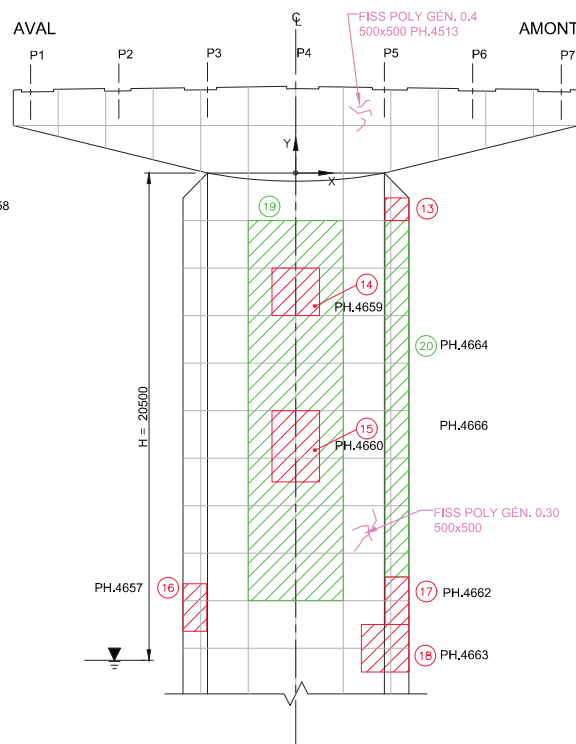 FISS POLY GÉN. 0.4
500x500 PH.4513
AVAL
AMONT
P1
P2
P3
P4
P5
P6
P7
Y
X
58
19
13
14
PH.4659
20
PH.4664
H = 20500
15
PH.4660
PH.4666
FISS POLY GÉN. 0.30
500x500
PH.4657
16
17
PH.4662
18
PH.4663